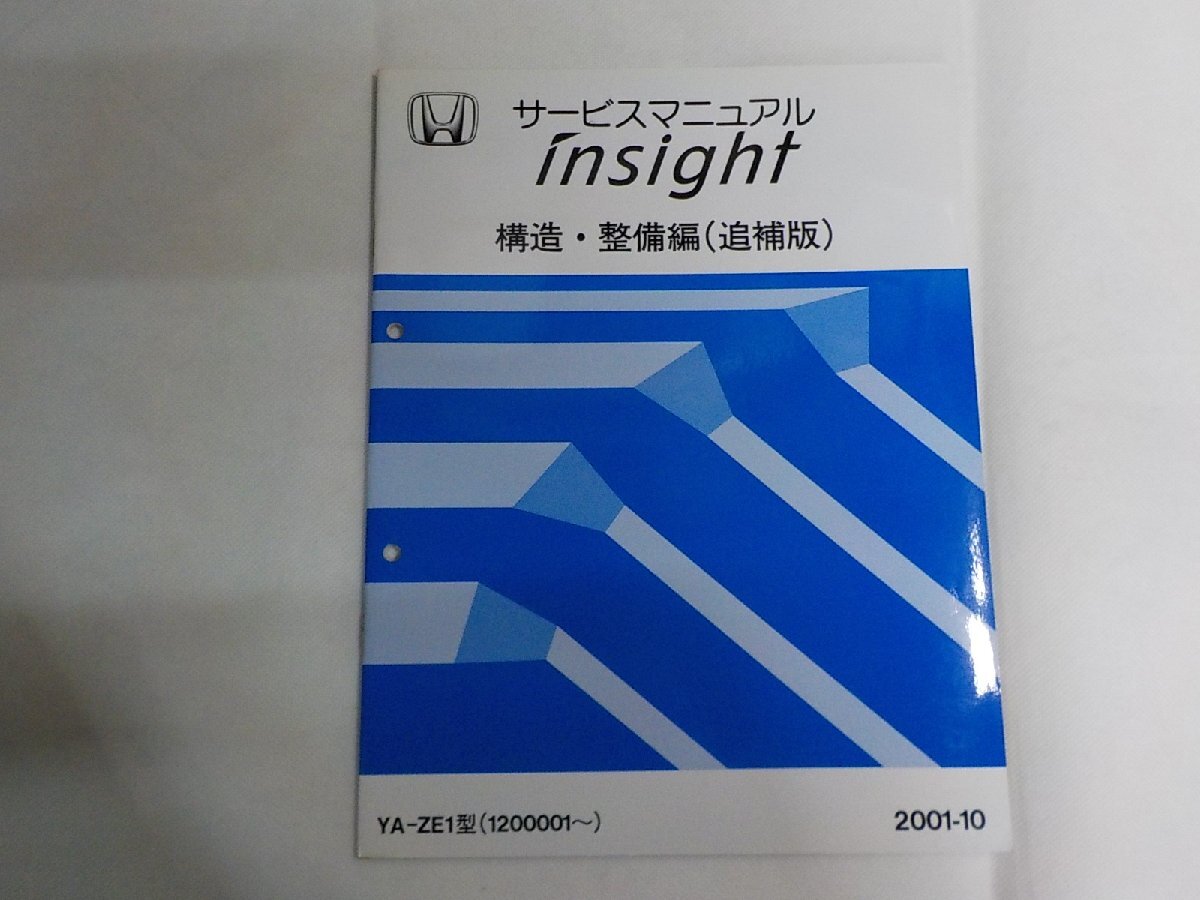 サービスマニュアル
insight
構造・整備編（追補版）
YA-ZE1型(1200001～)
2001-10